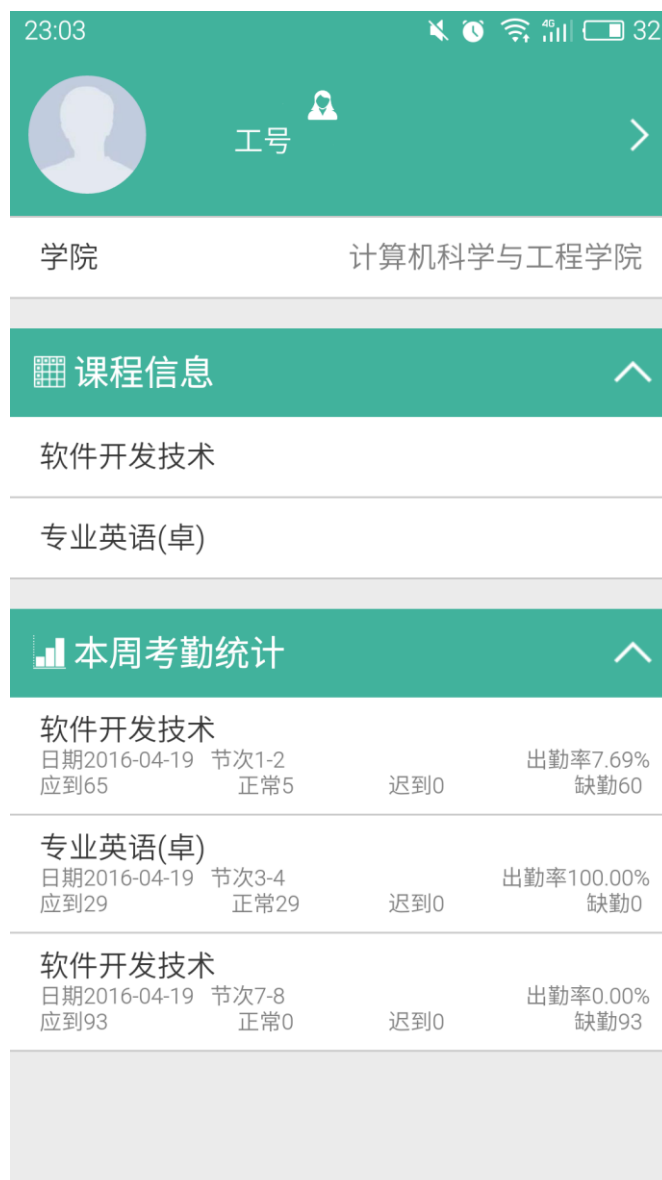 23:03 4G 32
工号
学院 计算机科学与工程学院
课程信息
软件开发技术
专业英语(卓)
本周考勤统计
软件开发技术
日期2016-04-19 节次1-2 出勤率7.69%
应到65 正常5 迟到0 缺勤60
专业英语(卓)
日期2016-04-19 节次3-4 出勤率100.00%
应到29 正常29 迟到0 缺勤0
软件开发技术
日期2016-04-19 节次7-8 出勤率0.00%
应到93 正常0 迟到0 缺勤93